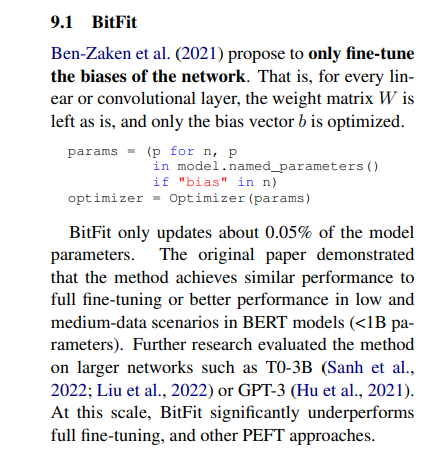 9.1 BitFit
Ben-Zaken et al. (2021) propose to only fine-tune
the biases of the network. That is, for every lin-
ear or convolutional layer, the weight matrix W is
left as is, and only the bias vector b is optimized.
params = (p for n, p
in model.named_parameters()
if "bias" in n)
optimizer = Optimizer(params)
BitFit only updates about 0.05% of the model
parameters. The original paper demonstrated
that the method achieves similar performance to
full fine-tuning or better performance in low and
medium-data scenarios in BERT models (<1B pa-
rameters). Further research evaluated the method
on larger networks such as T0-3B (Sanh et al.,
2022; Liu et al., 2022) or GPT-3 (Hu et al., 2021).
At this scale, BitFit significantly underperforms
full fine-tuning, and other PEFT approaches.